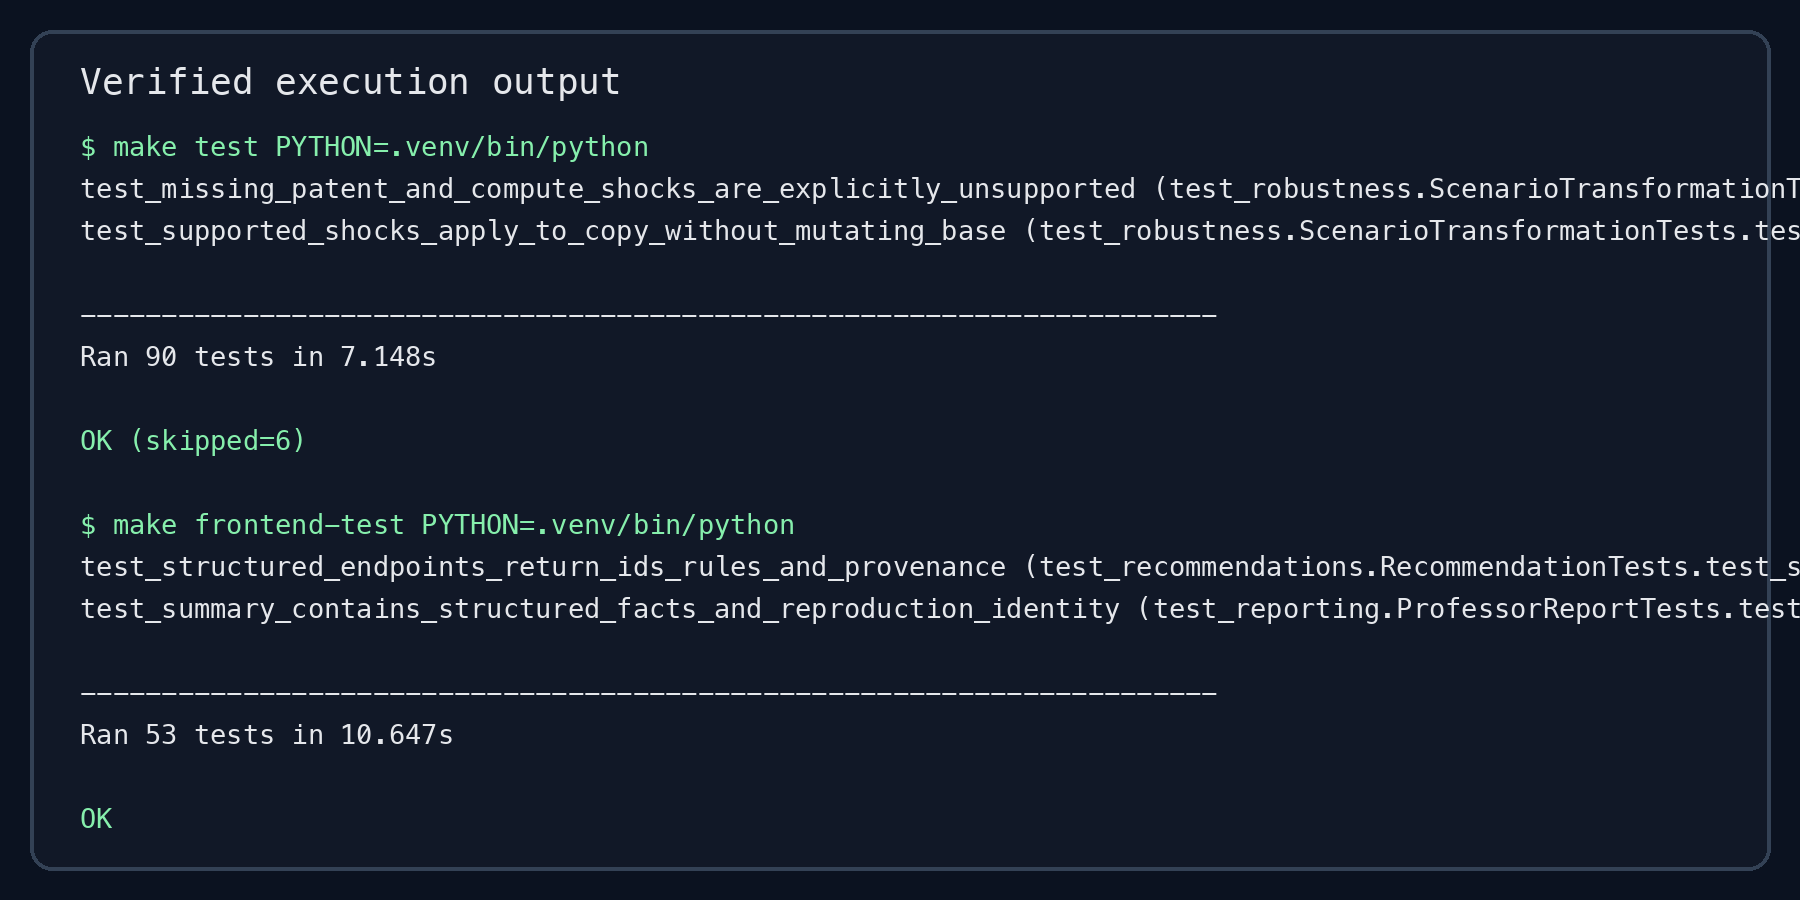 Verified execution output
$ make test PYTHON=.venv/bin/python
test_missing_patent_and_compute_shocks_are_explicitly_unsupported (test_robustness.ScenarioTransformationT
test_supported_shocks_apply_to_copy_without_mutating_base (test_robustness.ScenarioTransformationTests.tes
----------------------------------------------------------------------
Ran 90 tests in 7.148s
OK (skipped=6)
$ make frontend-test PYTHON=.venv/bin/python
test_structured_endpoints_return_ids_rules_and_provenance (test_recommendations.RecommendationTests.test_s
test_summary_contains_structured_facts_and_reproduction_identity (test_reporting.ProfessorReportTests.test
----------------------------------------------------------------------
Ran 53 tests in 10.647s
OK